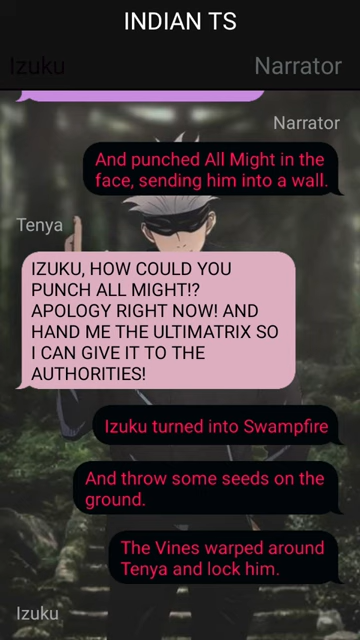 INDIAN TS
Izuku
Narrator
Narrator
And punched All Might in the
face, sending him into a wall.
Tenya
IZUKU, HOW COULD YOU
PUNCH ALL MIGHT!?
APOLOGY RIGHT NOW! AND
HAND ME THE ULTIMATRIX SO
I CAN GIVE IT TO THE
AUTHORITIES!
Izuku turned into Swampfire
And throw some seeds on the
ground.
The Vines warped around
Tenya and lock him.
Izuku